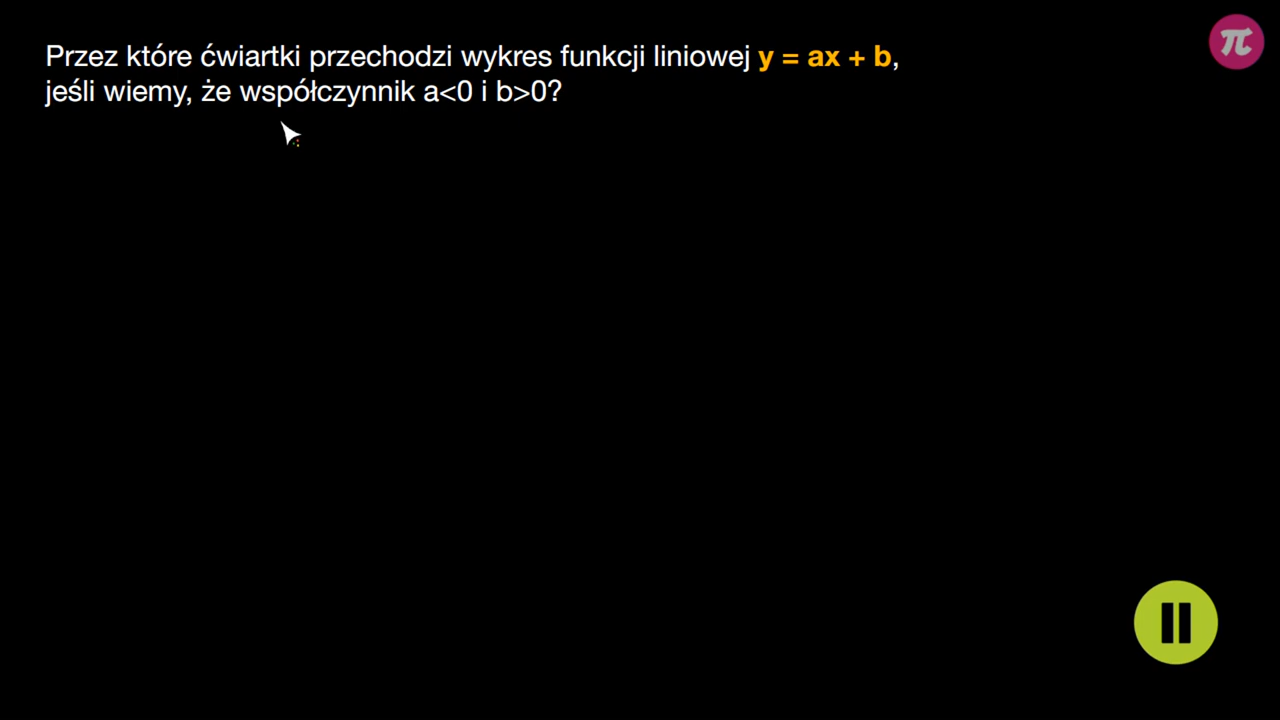 Przez które ćwiartki przechodzi wykres funkcji liniowej y = ax + b,
jeśli wiemy, że współczynnik a<0 i b>0?
π